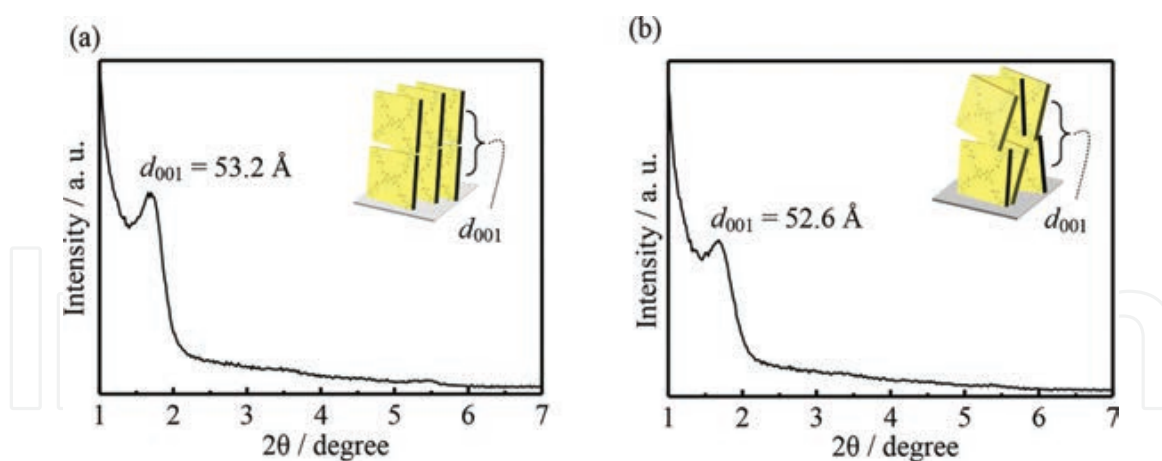 (a)
Intensity / a. u.
d001 = 53.2 Å
d001
1 2 3 4 5 6 7
2θ / degree
(b)
Intensity / a. u.
d001 = 52.6 Å
d001
1 2 3 4 5 6 7
2θ / degree